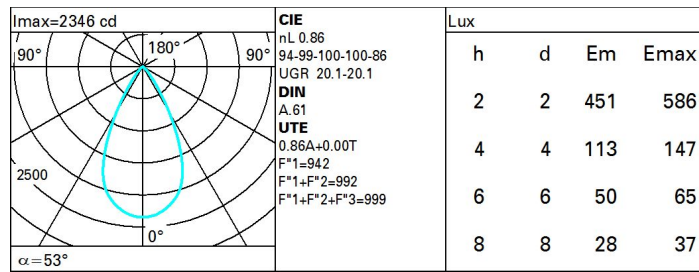 Imax=2346 cd
90° 180° 90°
2500
0°
α=53°
CIE
nL 0.86
94-99-100-100-86
UGR 20.1-20.1
DIN
A.61
UTE
0.86A+0.00T
F"1=942
F"1+F"2=992
F"1+F"2+F"3=999
Lux
h d Em Emax
2 2 451 586
4 4 113 147
6 6 50 65
8 8 28 37